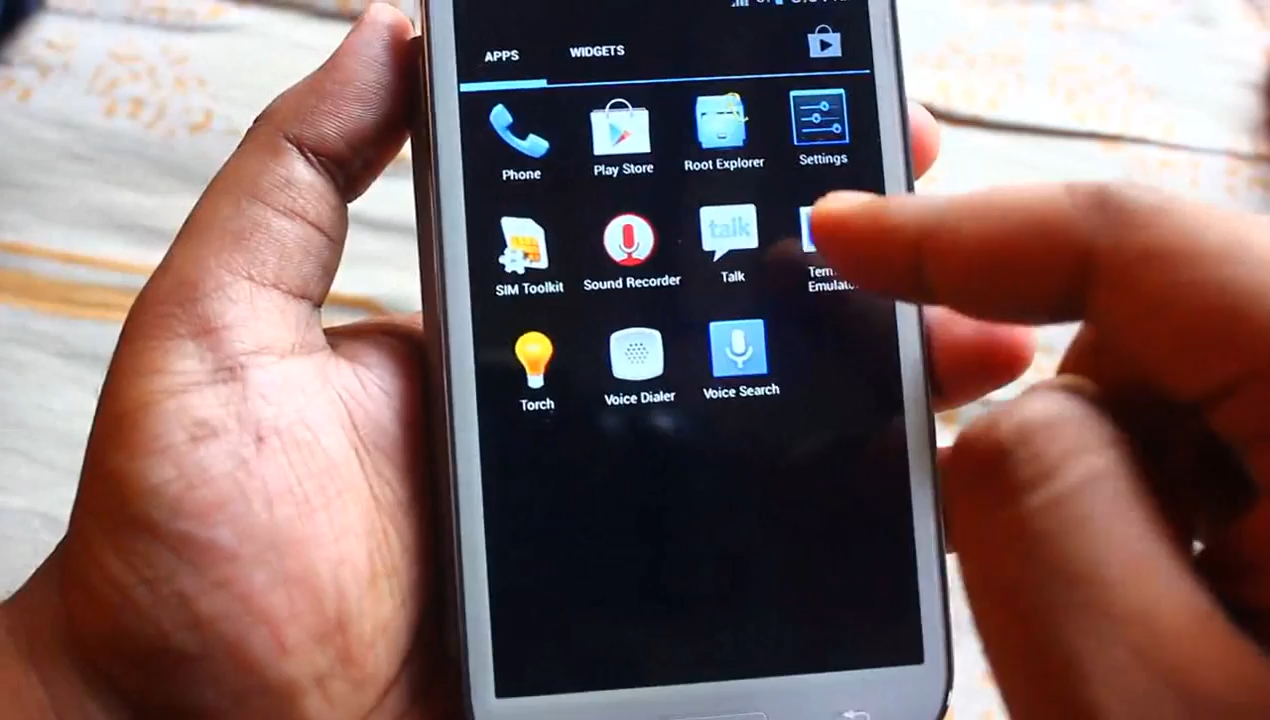 APPS WIDGETS
Phone Play Store Root Explorer Settings
talk
SIM Toolkit Sound Recorder Talk
Torch Voice Dialer Voice Search